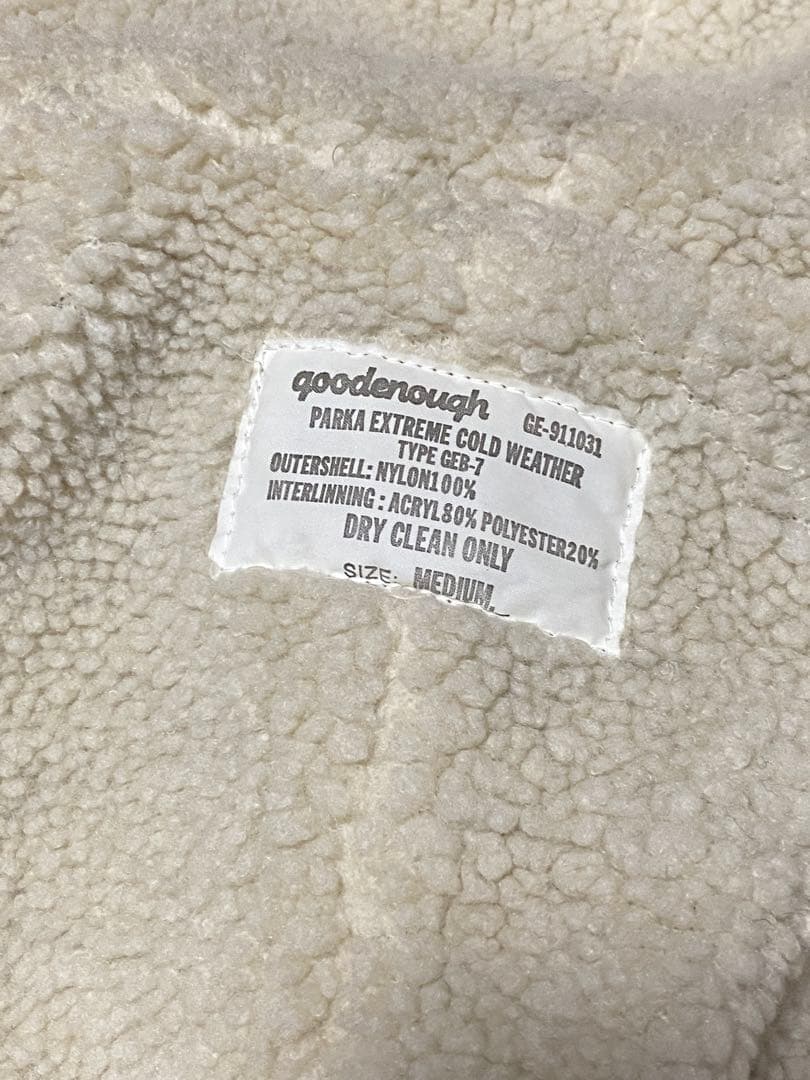 goodenough GE-911031
PARKA EXTREME COLD WEATHER
TYPE GEB-7
OUTERSHELL: NYLON100%
INTERLINNING : ACRYL80% POLYESTER20%
DRY CLEAN ONLY
SIZE: MEDIUM.